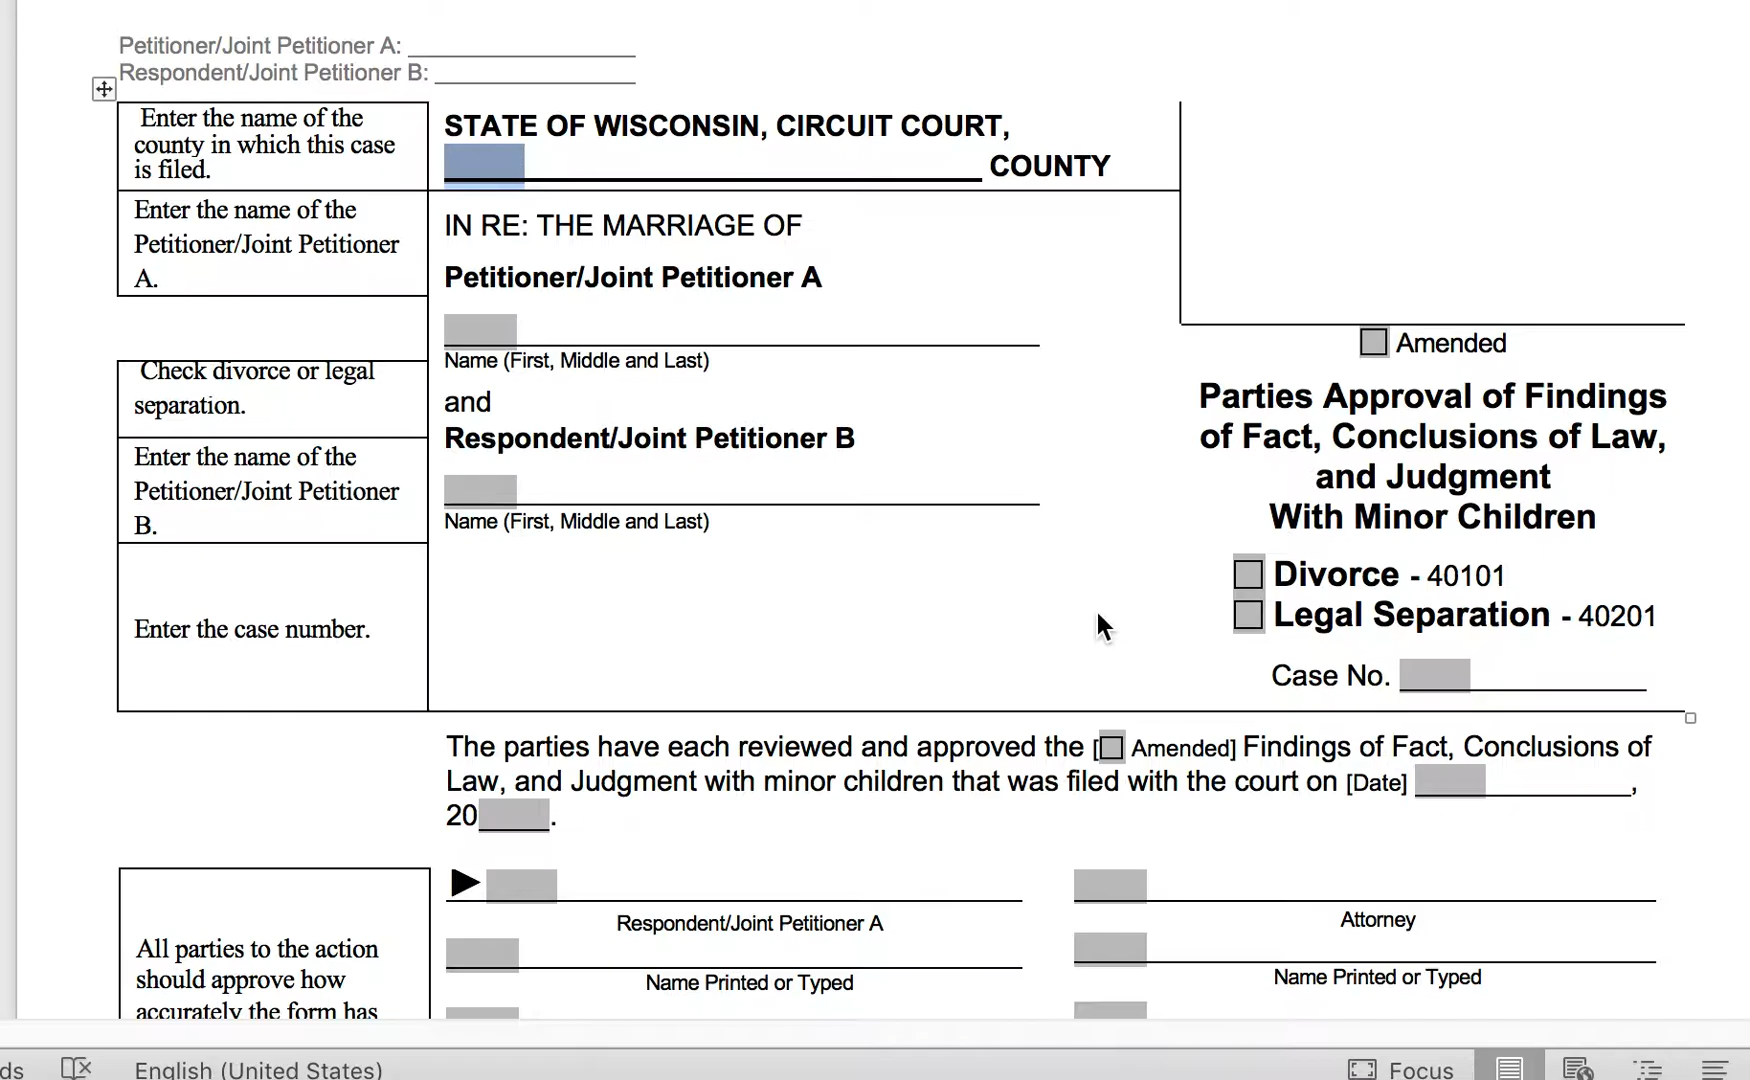 Petitioner/Joint Petitioner A:
Respondent/Joint Petitioner B:
Enter the name of the
county in which this case
is filed.
STATE OF WISCONSIN, CIRCUIT COURT,
COUNTY
Enter the name of the
Petitioner/Joint Petitioner
A.
IN RE: THE MARRIAGE OF
Petitioner/Joint Petitioner A
Name (First, Middle and Last)
Check divorce or legal
separation.
and
Respondent/Joint Petitioner B
Enter the name of the
Petitioner/Joint Petitioner
B.
Name (First, Middle and Last)
Enter the case number.
Amended
Parties Approval of Findings
of Fact, Conclusions of Law,
and Judgment
With Minor Children
Divorce - 40101
Legal Separation - 40201
Case No.
The parties have each reviewed and approved the [ Amended] Findings of Fact, Conclusions of
Law, and Judgment with minor children that was filed with the court on [Date] ,
20 .
All parties to the action
should approve how
accurately the form has
Respondent/Joint Petitioner A
Name Printed or Typed
Attorney
Name Printed or Typed
ds
English (United States)
Focus